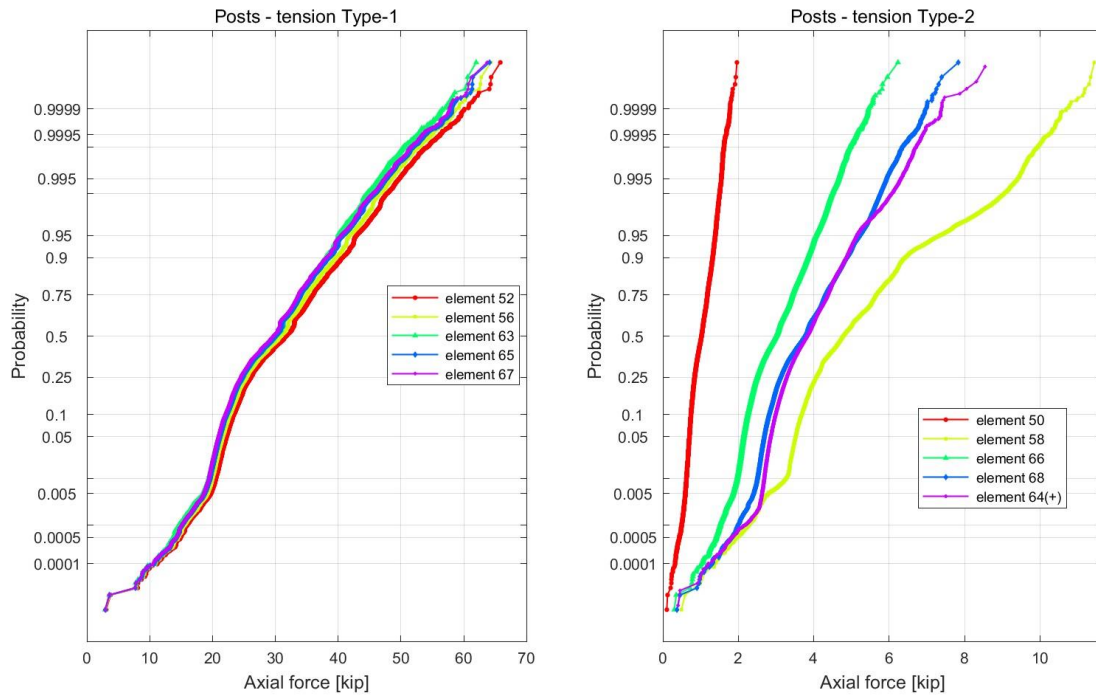 Posts - tension Type-1
Probability
0.9999
0.9995
0.995
0.95
0.9
0.75
0.5
0.25
0.1
0.05
0.005
0.0005
0.0001
element 52
element 56
element 63
element 65
element 67
0 10 20 30 40 50 60 70
Axial force [kip]
Posts - tension Type-2
Probability
0.9999
0.9995
0.995
0.95
0.9
0.75
0.5
0.25
0.1
0.05
0.005
0.0005
0.0001
element 50
element 58
element 66
element 68
element 64(+)
0 2 4 6 8 10
Axial force [kip]